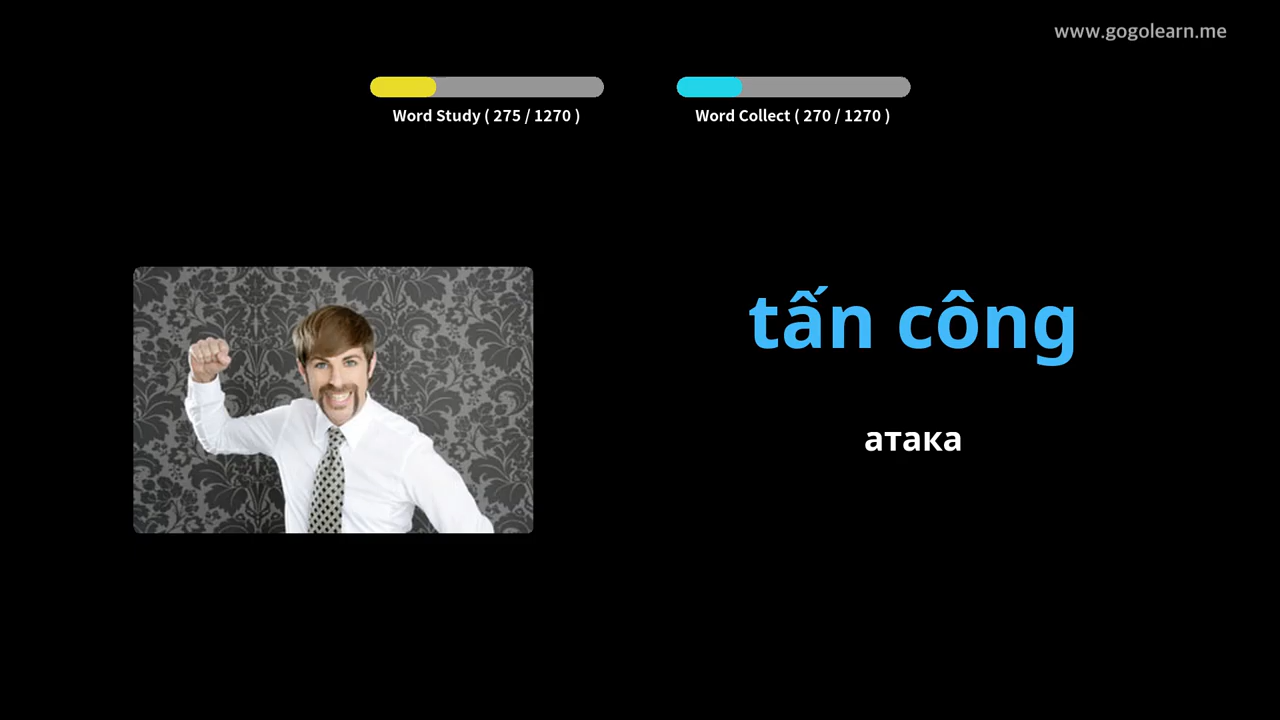 www.gogolearn.me
Word Study ( 275 / 1270 )
Word Collect ( 270 / 1270 )
tấn công
атака